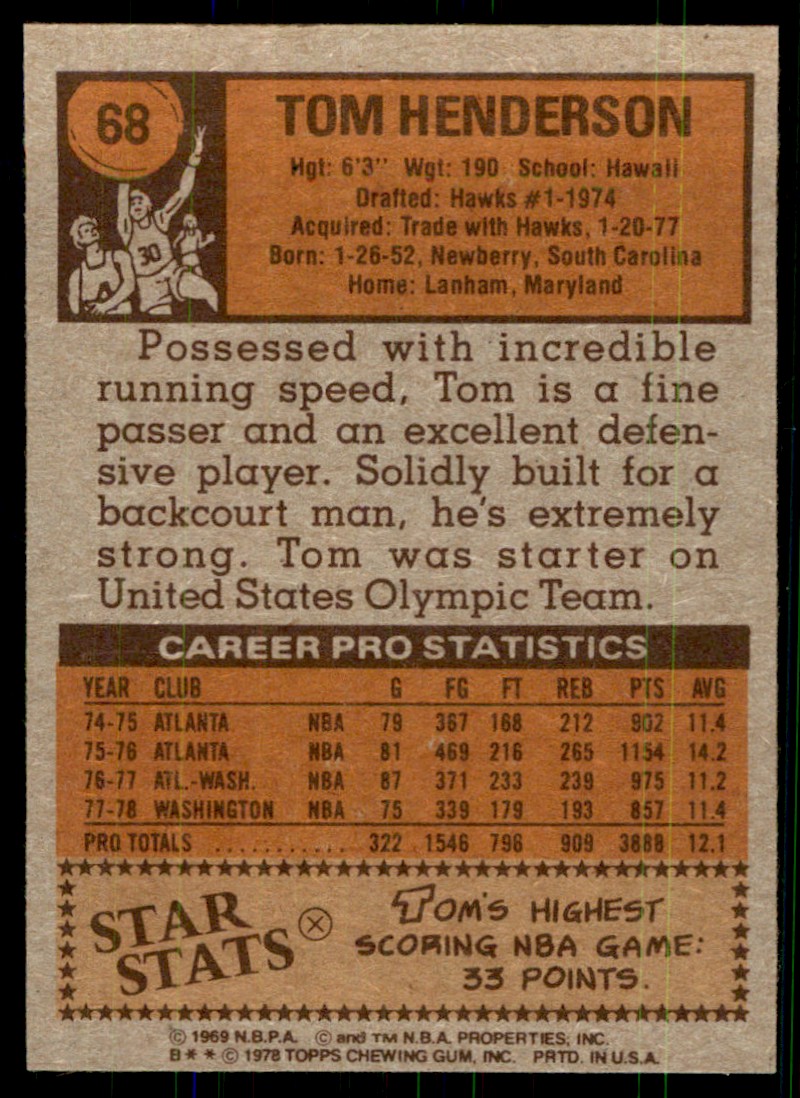 68
TOM HENDERSON
Hgt: 6'3" Wgt: 190 School: Hawaii
Drafted: Hawks #1-1974
Acquired: Trade with Hawks, 1-20-77
Born: 1-26-52, Newberry, South Carolina
Home: Lanham, Maryland
30
Possessed with incredible
running speed, Tom is a fine
passer and an excellent defen-
sive player. Solidly built for a
backcourt man, he's extremely
strong. Tom was starter on
United States Olympic Team.
CAREER PRO STATISTICS
YEAR CLUB G FG FT REB PTS AVG
74-75 ATLANTA NBA 79 367 168 212 902 11.4
75-76 ATLANTA NBA 81 469 216 265 1154 14.2
76-77 ATL.-WASH. NBA 87 371 233 239 975 11.2
77-78 WASHINGTON NBA 75 339 179 193 857 11.4
PRO TOTALS ........... 322 1546 796 909 3888 12.1
STAR STATS
TOM'S HIGHEST
SCORING NBA GAME:
33 POINTS.
© 1969 N.B.P.A. © and TM N.B.A. PROPERTIES, INC.
B * * © 1978 TOPPS CHEWING GUM, INC. PRTD. IN U.S.A.